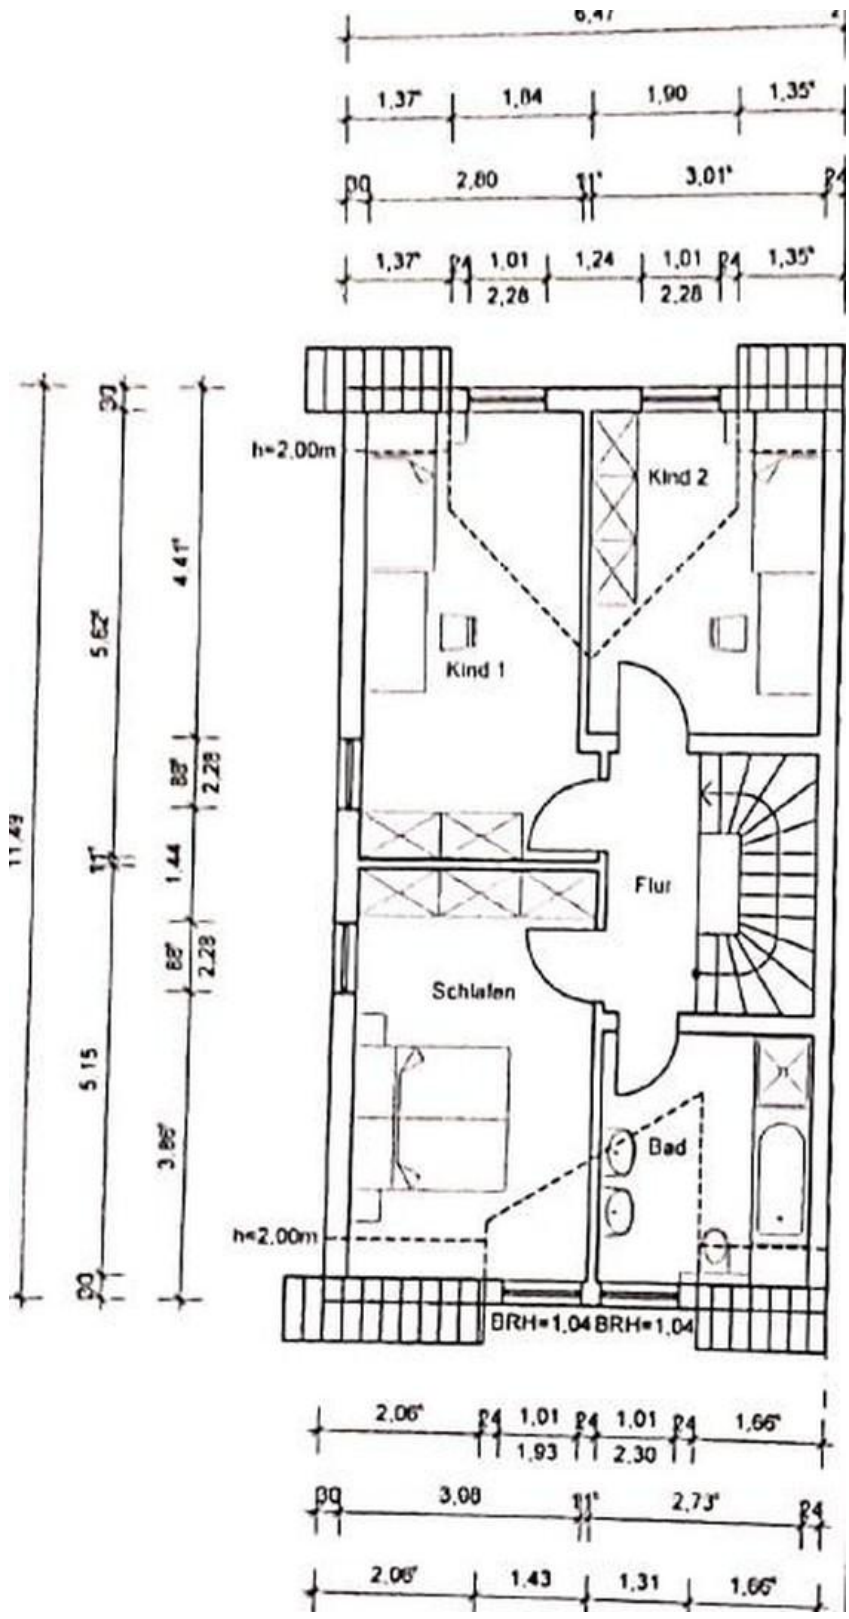 6,47
1,37⁵ 1,84 1,90 1,35⁵
30 2,80 11⁵ 3,01⁵ 24
1,37⁵ 24 1,01 1,24 1,01 24 1,35⁵
2,28 2,28
30
h=2,00m
Kind 2
4.41⁵
5.62⁵
Kind 1
88⁵
2,28
11,49
11⁵
1.44
Flur
88⁵
2,28
Schlafen
5.15
3.86⁵
Bad
h=2,00m
30
BRH=1,04 BRH=1,04
2,06⁵ 24 1,01 24 1,01 24 1,66⁵
1,93 2,30
30 3,08 11⁵ 2,73⁵ 24
2,06⁵ 1,43 1,31 1,66⁵